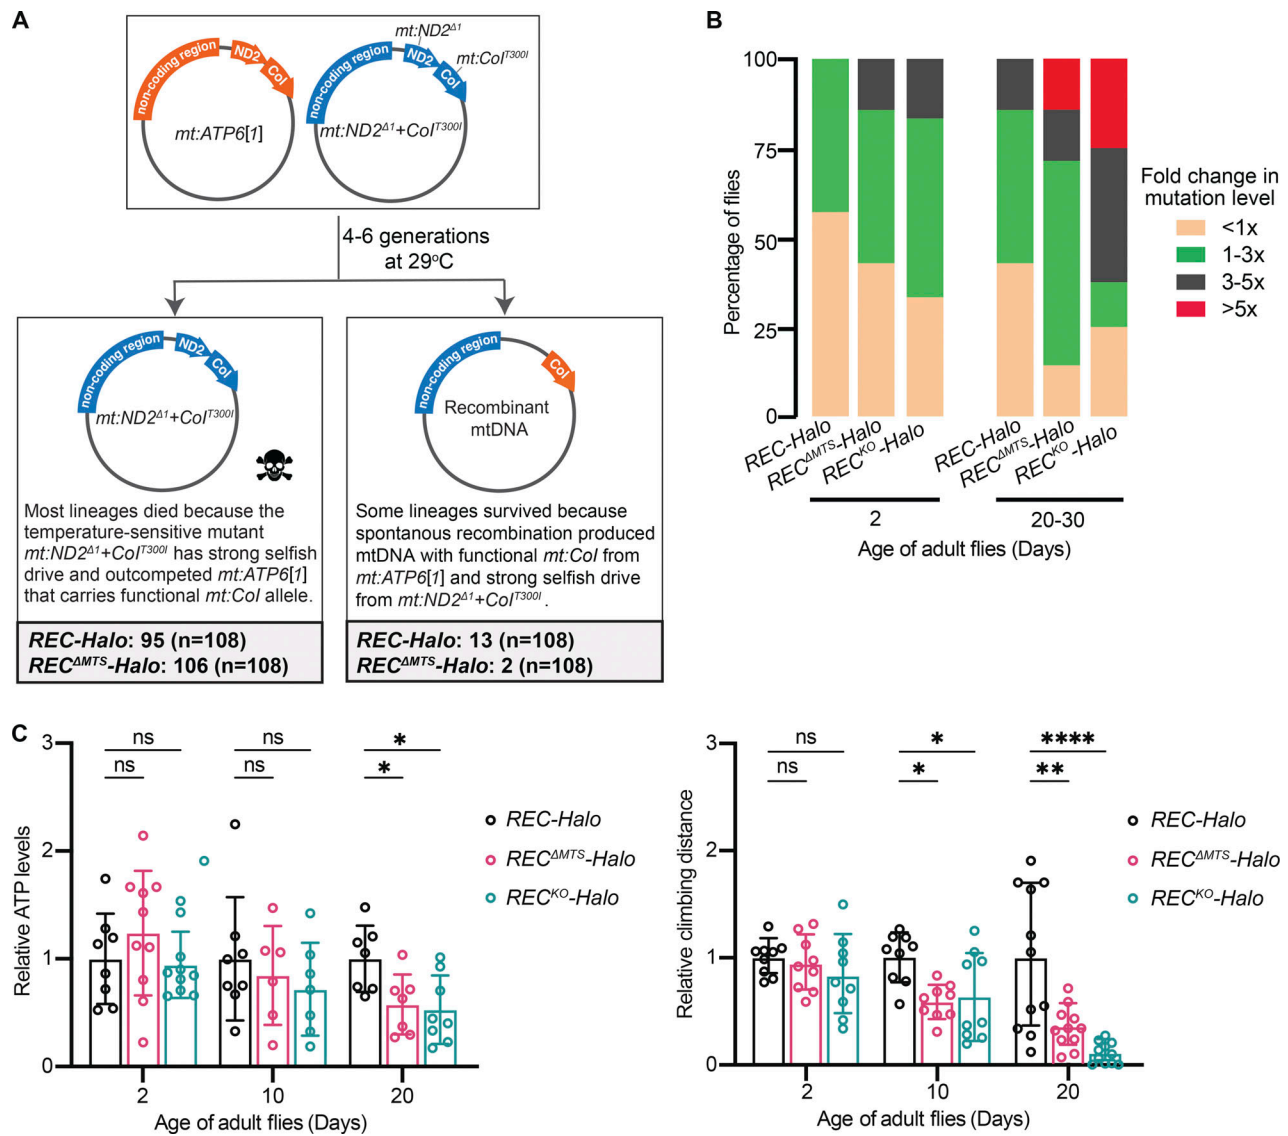 A
mt:ND2Δ1
mt:CoIT300I
non-coding region
ND2
CoI
mt:ATP6[1]
non-coding region
ND2
CoI
mt:ND2Δ1+CoIT300I
4-6 generations
at 29oC
non-coding region
ND2
CoI
mt:ND2Δ1+CoIT300I
Most lineages died because the
temperature-sensitive mutant
mt:ND2Δ1+CoIT300I has strong selfish
drive and outcompeted mt:ATP6[1]
that carries functional mt:CoI allele.
REC-Halo: 95 (n=108)
RECΔMTS-Halo: 106 (n=108)
non-coding region
CoI
Recombinant
mtDNA
Some lineages survived because
spontanous recombination produced
mtDNA with functional mt:CoI from
mt:ATP6[1] and strong selfish drive
from mt:ND2Δ1+CoIT300I .
REC-Halo: 13 (n=108)
RECΔMTS-Halo: 2 (n=108)
B
Percentage of flies
100
75
50
25
0
REC-Halo
RECΔMTS-Halo
RECKO-Halo
REC-Halo
RECΔMTS-Halo
RECKO-Halo
2
20-30
Age of adult flies (Days)
Fold change in
mutation level
<1x
1-3x
3-5x
>5x
C
Relative ATP levels
3
2
1
0
ns
ns
ns
ns
*
*
2
10
20
Age of adult flies (Days)
REC-Halo
RECΔMTS-Halo
RECKO-Halo
Relative climbing distance
3
2
1
0
ns
ns
*
*
****
**
2
10
20
Age of adult flies (Days)
REC-Halo
RECΔMTS-Halo
RECKO-Halo